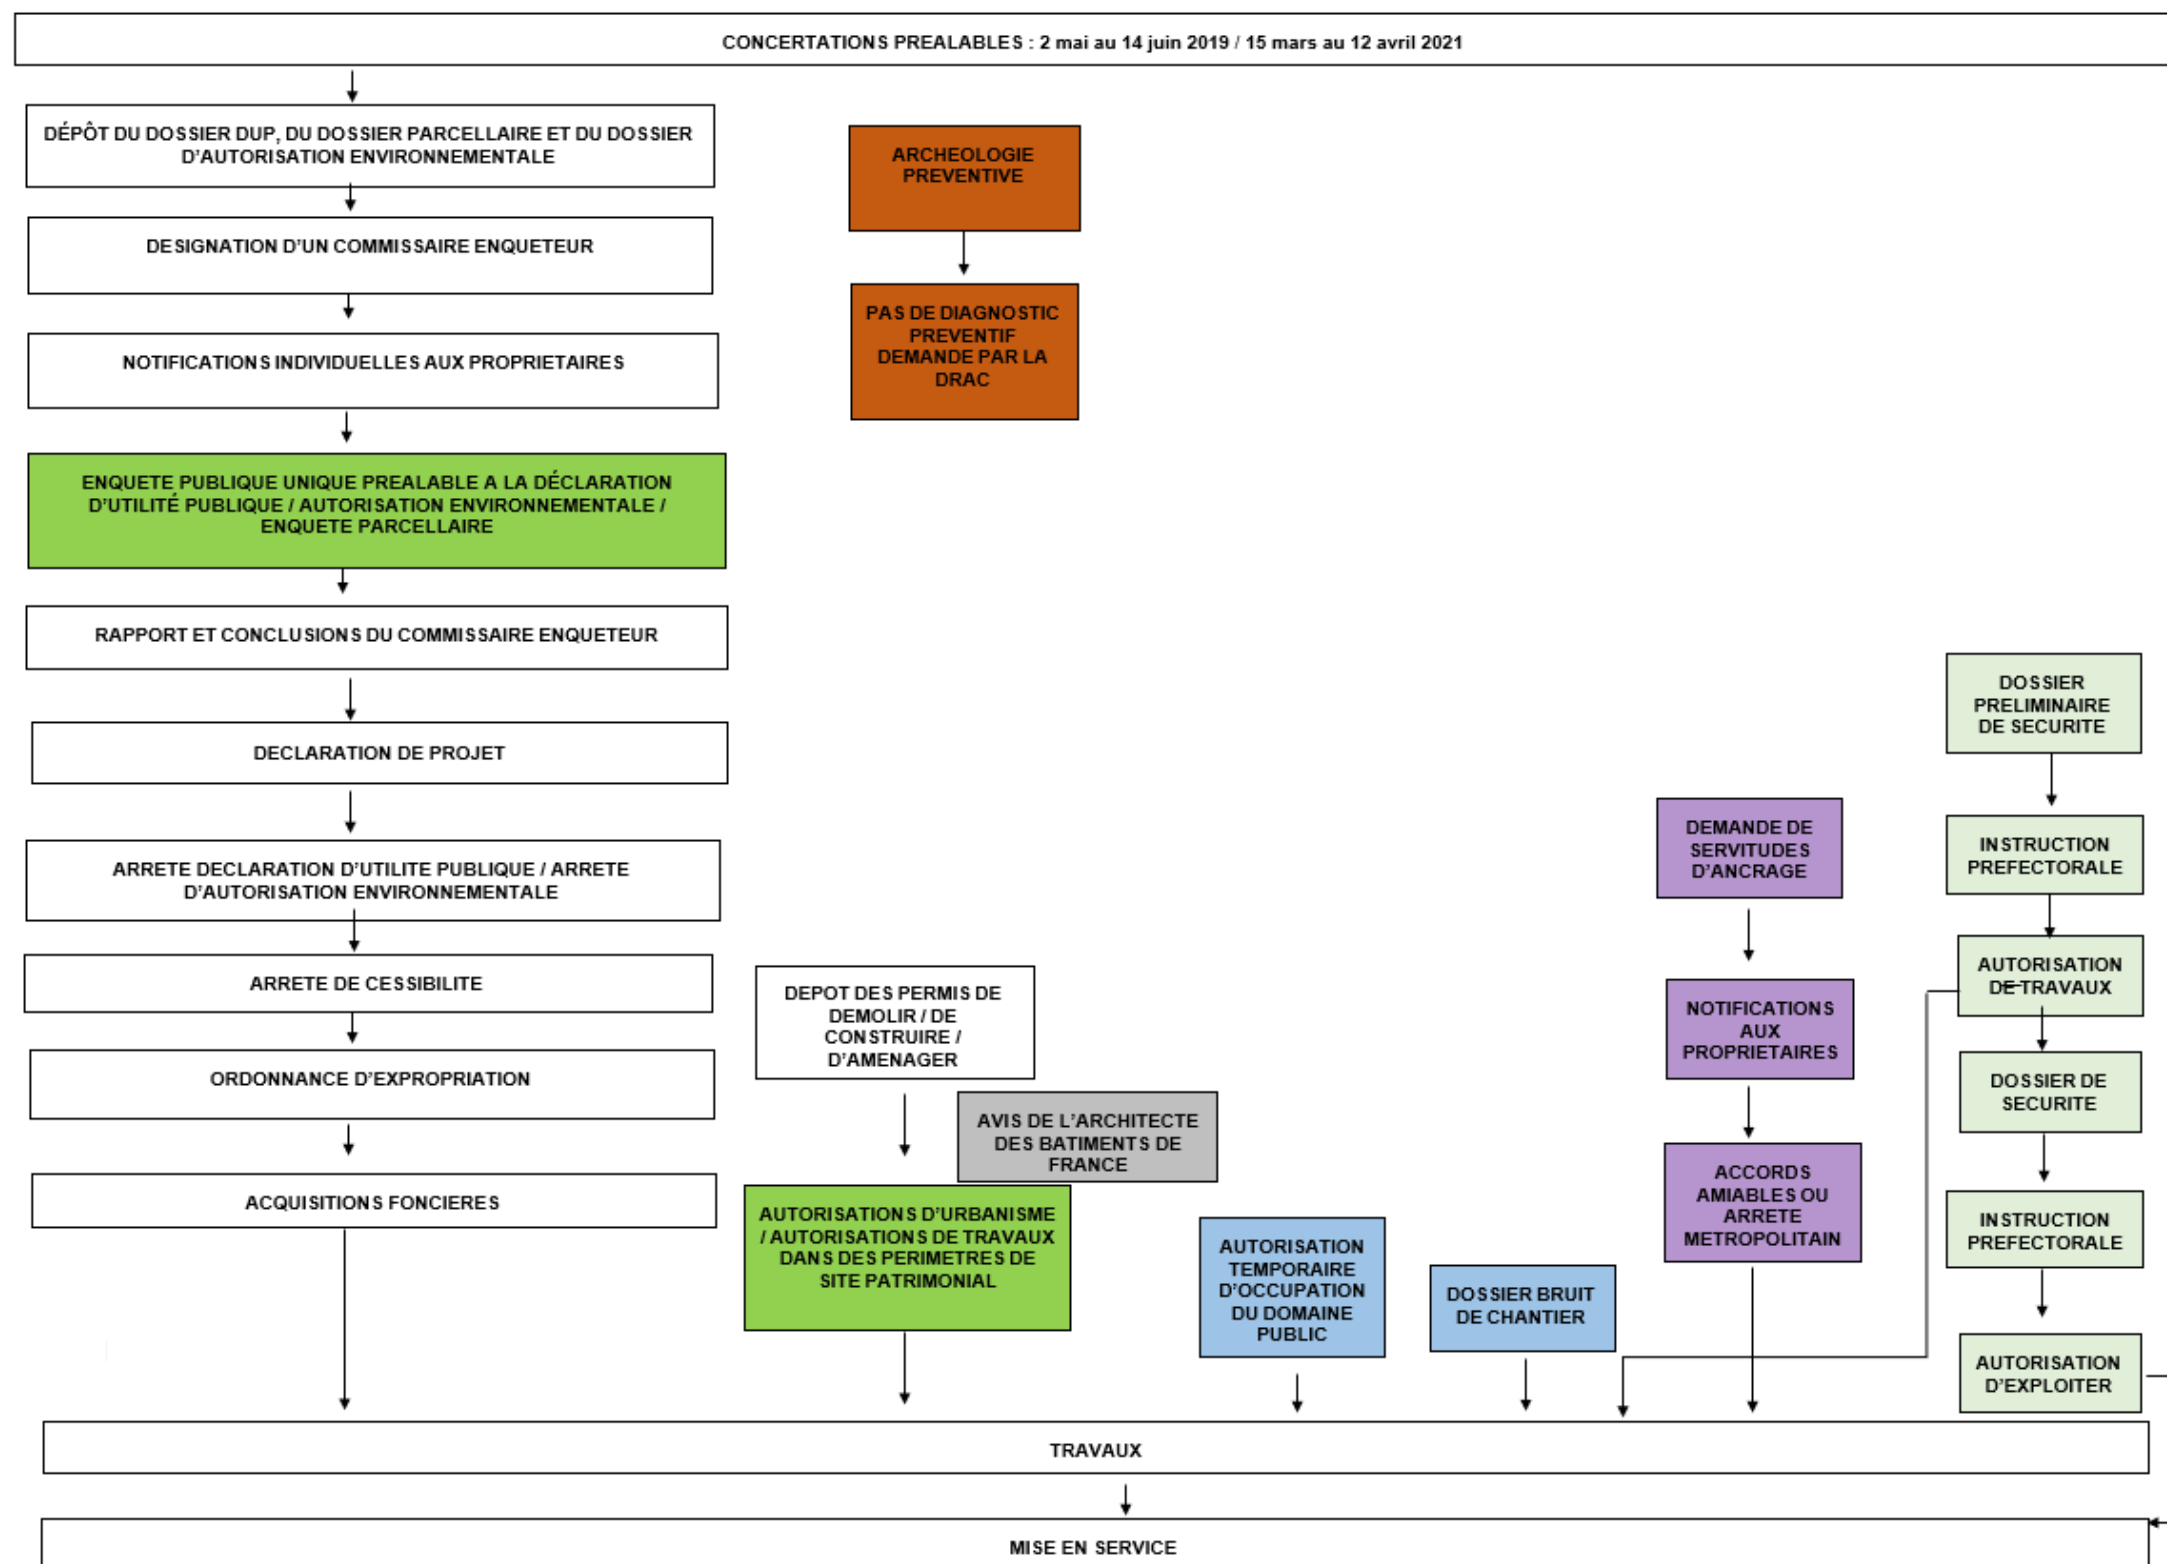 CONCERTATIONS PREALABLES : 2 mai au 14 juin 2019 / 15 mars au 12 avril 2021
DÉPÔT DU DOSSIER DUP, DU DOSSIER PARCELLAIRE ET DU DOSSIER
D'AUTORISATION ENVIRONNEMENTALE
DESIGNATION D'UN COMMISSAIRE ENQUETEUR
NOTIFICATIONS INDIVIDUELLES AUX PROPRIETAIRES
ENQUETE PUBLIQUE UNIQUE PREALABLE A LA DÉCLARATION
D'UTILITÉ PUBLIQUE / AUTORISATION ENVIRONNEMENTALE /
ENQUETE PARCELLAIRE
RAPPORT ET CONCLUSIONS DU COMMISSAIRE ENQUETEUR
DECLARATION DE PROJET
ARRETE DECLARATION D'UTILITE PUBLIQUE / ARRETE
D'AUTORISATION ENVIRONNEMENTALE
ARRETE DE CESSIBILITE
ORDONNANCE D'EXPROPRIATION
ACQUISITIONS FONCIERES
ARCHEOLOGIE
PREVENTIVE
PAS DE DIAGNOSTIC
PREVENTIF
DEMANDE PAR LA
DRAC
DEPOT DES PERMIS DE
DEMOLIR / DE
CONSTRUIRE /
D'AMENAGER
AVIS DE L'ARCHITECTE
DES BATIMENTS DE
FRANCE
AUTORISATIONS D'URBANISME
/ AUTORISATIONS DE TRAVAUX
DANS DES PERIMETRES DE
SITE PATRIMONIAL
AUTORISATION
TEMPORAIRE
D'OCCUPATION
DU DOMAINE
PUBLIC
DOSSIER BRUIT
DE CHANTIER
DEMANDE DE
SERVITUDES
D'ANCRAGE
NOTIFICATIONS
AUX
PROPRIETAIRES
ACCORDS
AMIABLES OU
ARRETE
METROPOLITAIN
DOSSIER
PRELIMINAIRE
DE SECURITE
INSTRUCTION
PREFECTORALE
AUTORISATION
DE TRAVAUX
DOSSIER DE
SECURITE
INSTRUCTION
PREFECTORALE
AUTORISATION
D'EXPLOITER
TRAVAUX
MISE EN SERVICE